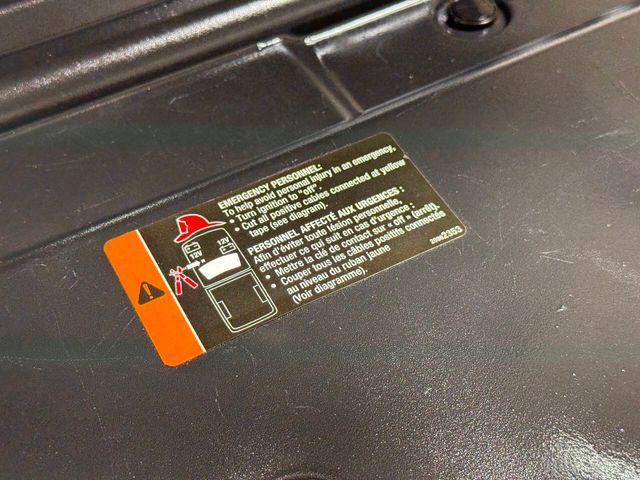 EMERGENCY PERSONNEL:
To help avoid personal injury in an emergency,
• Turn ignition to "off".
• Cut all positive cables connected at yellow
tape (see diagram).
PERSONNEL AFFECTÉ AUX URGENCES :
Afin d'éviter toute lésion personnelle,
effectuer ce qui suit en cas d'urgence :
• Mettre la clé de contact sur « off » (arrêt)
• Couper tous les câbles positifs connectés
au niveau du ruban jaune
(Voir diagramme).
12V
12V
2353